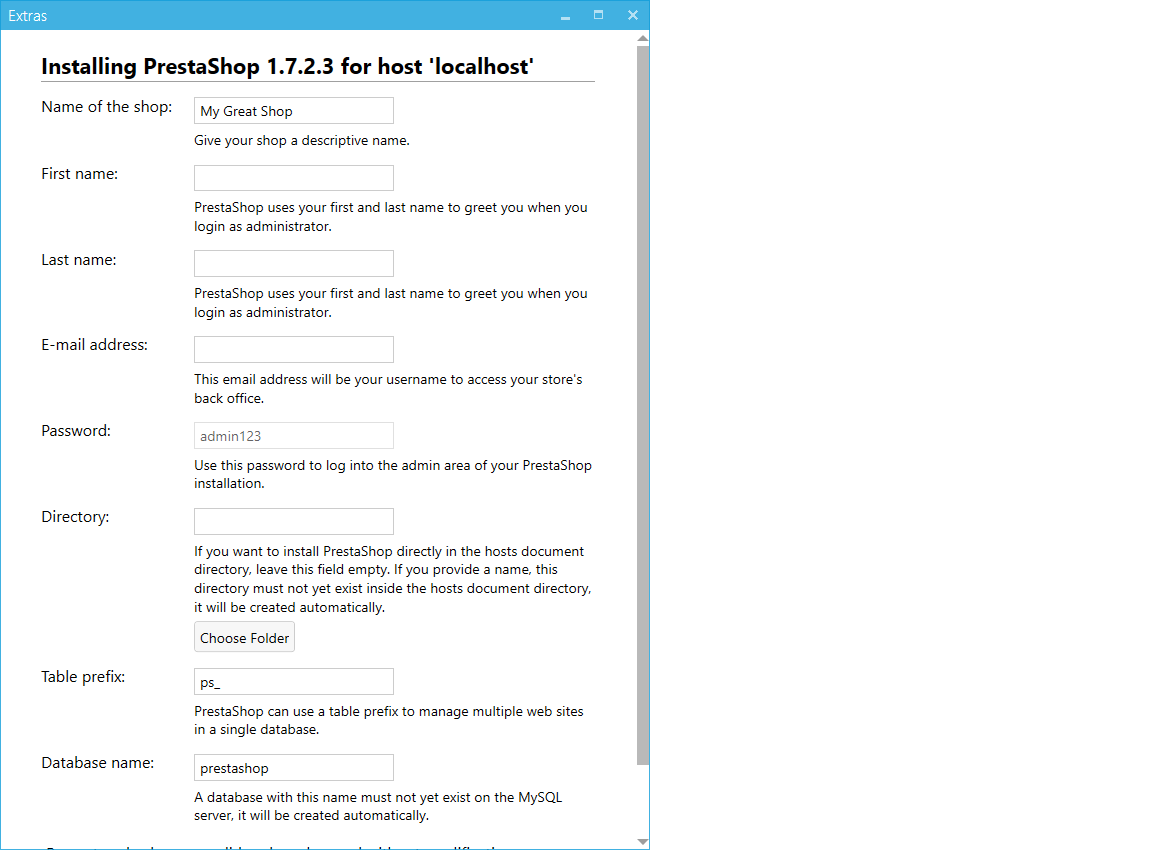 Extras
Installing PrestaShop 1.7.2.3 for host 'localhost'
Name of the shop:
My Great Shop
Give your shop a descriptive name.
First name:
PrestaShop uses your first and last name to greet you when you
login as administrator.
Last name:
PrestaShop uses your first and last name to greet you when you
login as administrator.
E-mail address:
This email address will be your username to access your store's
back office.
Password:
admin123
Use this password to log into the admin area of your PrestaShop
installation.
Directory:
If you want to install PrestaShop directly in the hosts document
directory, leave this field empty. If you provide a name, this
directory must not yet exist inside the hosts document directory,
it will be created automatically.
Choose Folder
Table prefix:
ps_
PrestaShop can use a table prefix to manage multiple web sites
in a single database.
Database name:
prestashop
A database with this name must not yet exist on the MySQL
server, it will be created automatically.